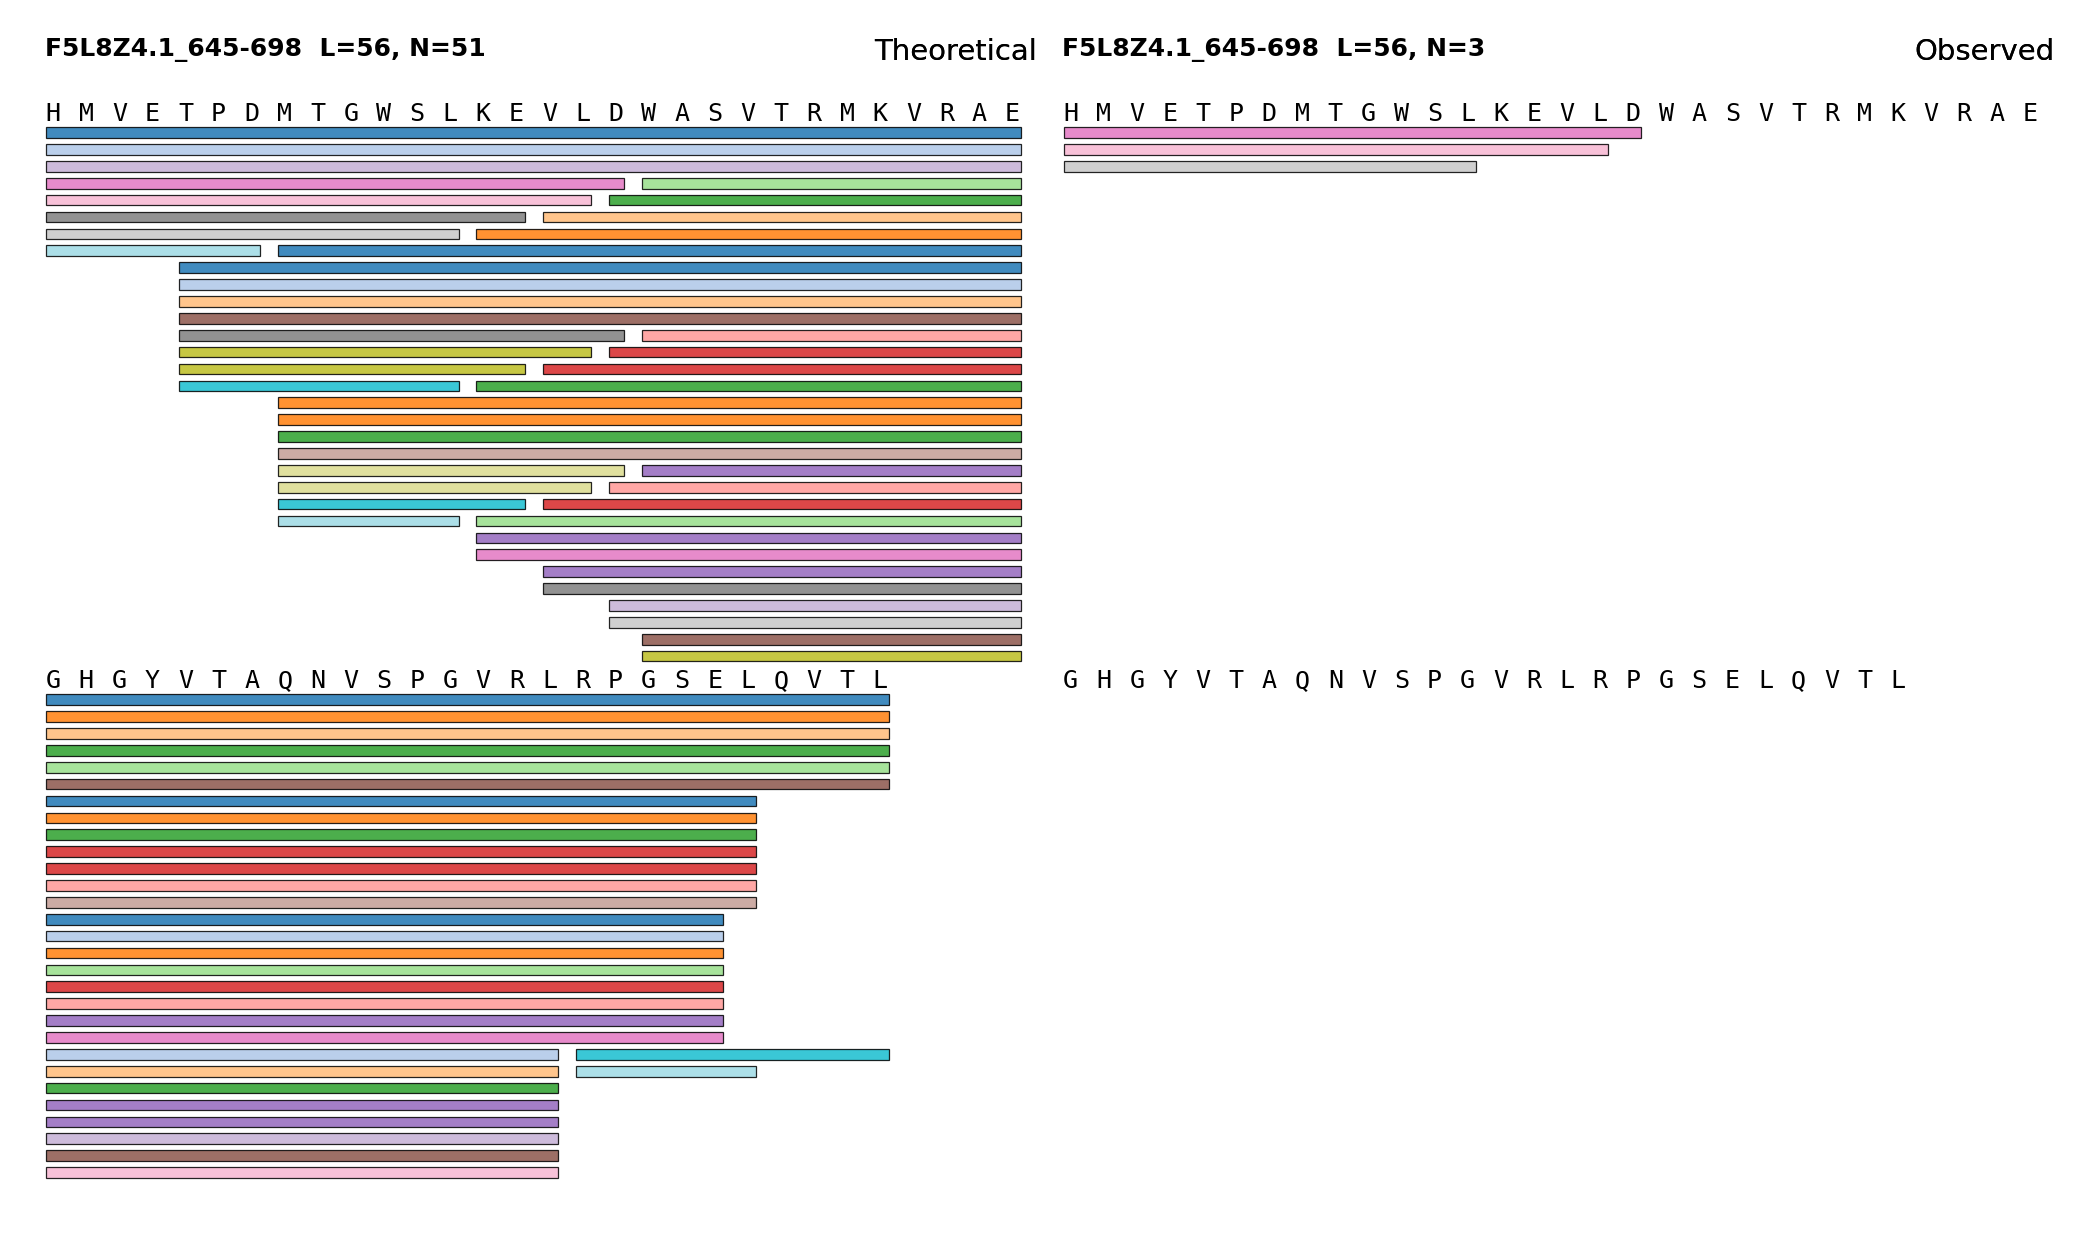 F5L8Z4.1_645-698 L=56, N=51
Theoretical
F5L8Z4.1_645-698 L=56, N=3
Observed
H M V E T P D M T G W S L K E V L D W A S V T R M K V R A E
H M V E T P D M T G W S L K E V L D W A S V T R M K V R A E
G H G Y V T A Q N V S P G V R L R P G S E L Q V T L
G H G Y V T A Q N V S P G V R L R P G S E L Q V T L